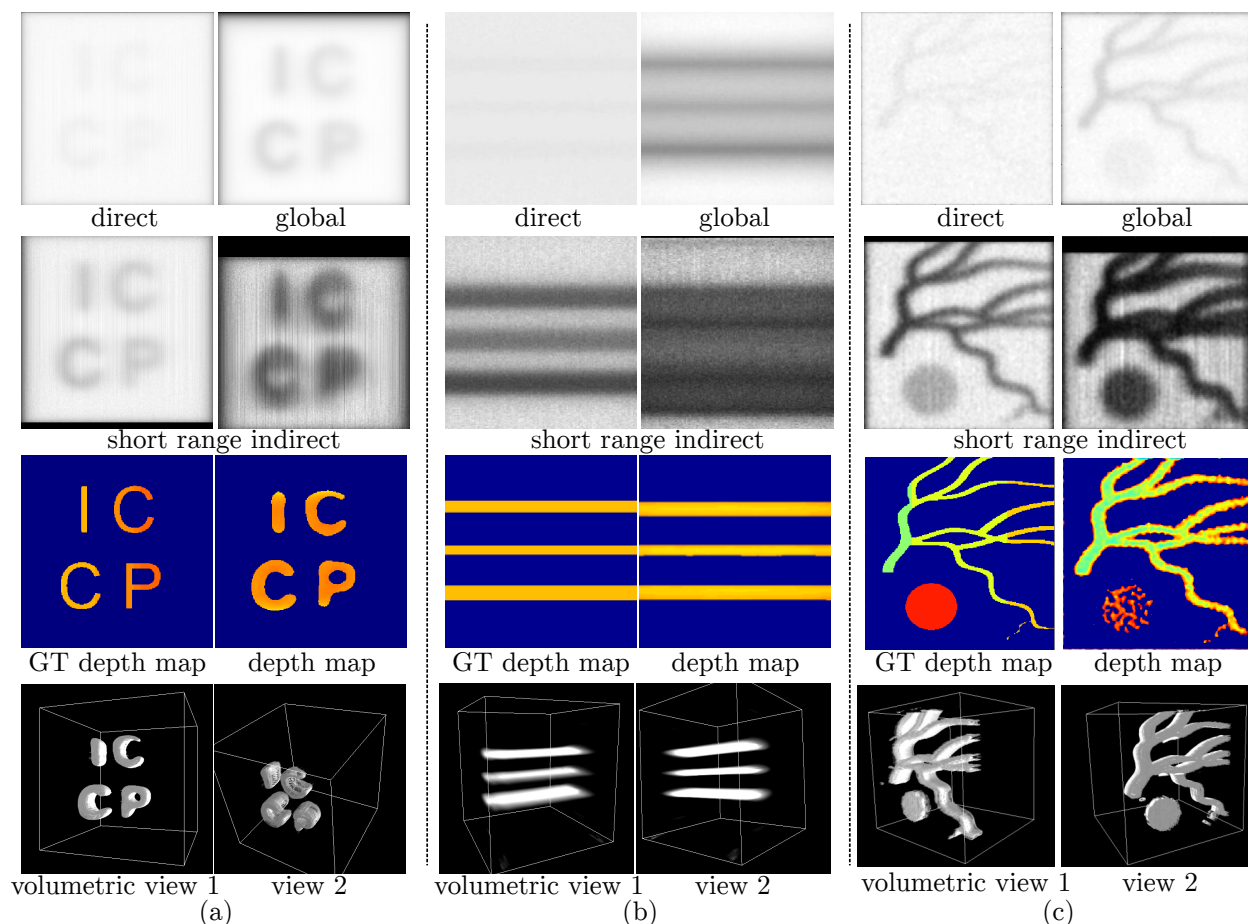 I C
C P
I C
C P
direct global
direct global
direct global
I C
C P
I C
C P
short range indirect
short range indirect
short range indirect
I C
C P
I C
C P
GT depth map depth map
GT depth map depth map
GT depth map depth map
I C
C P
volumetric view 1 view 2
volumetric view 1 view 2
volumetric view 1 view 2
(a)
(b)
(c)